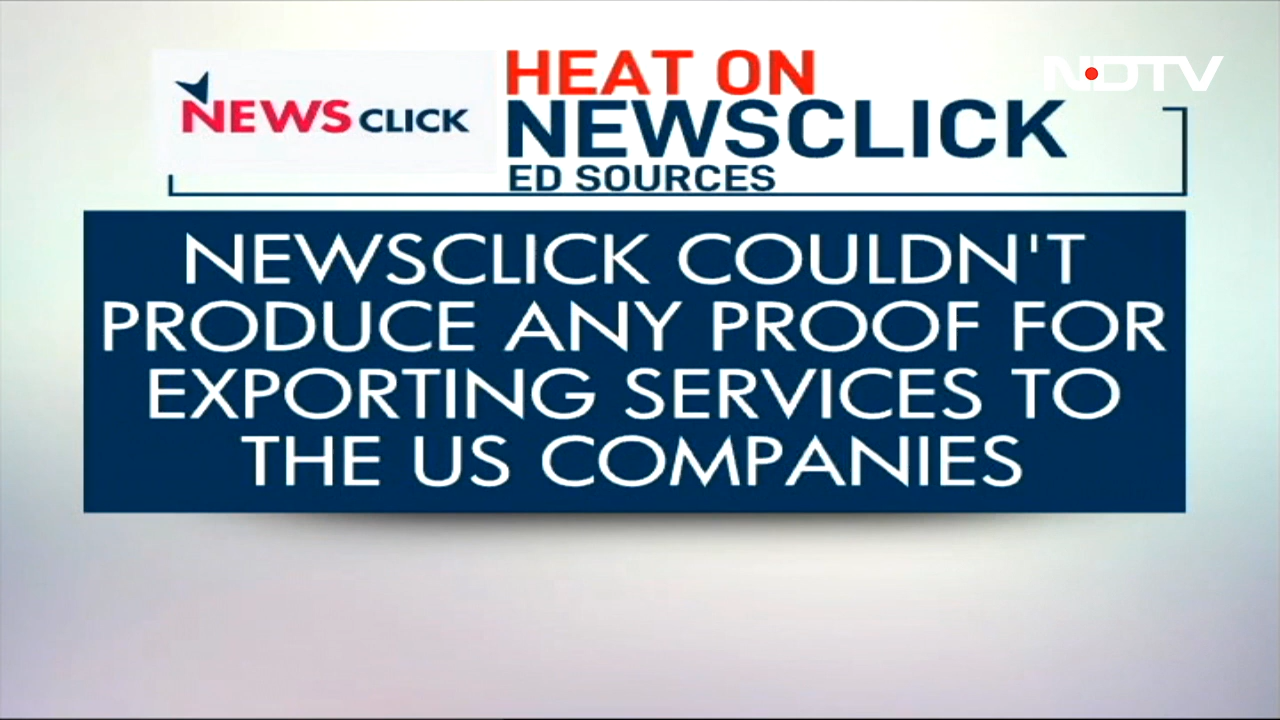 NEWS CLICK
HEAT ON
NEWSCLICK
ED SOURCES
NDTV
NEWSCLICK COULDN'T
PRODUCE ANY PROOF FOR
EXPORTING SERVICES TO
THE US COMPANIES